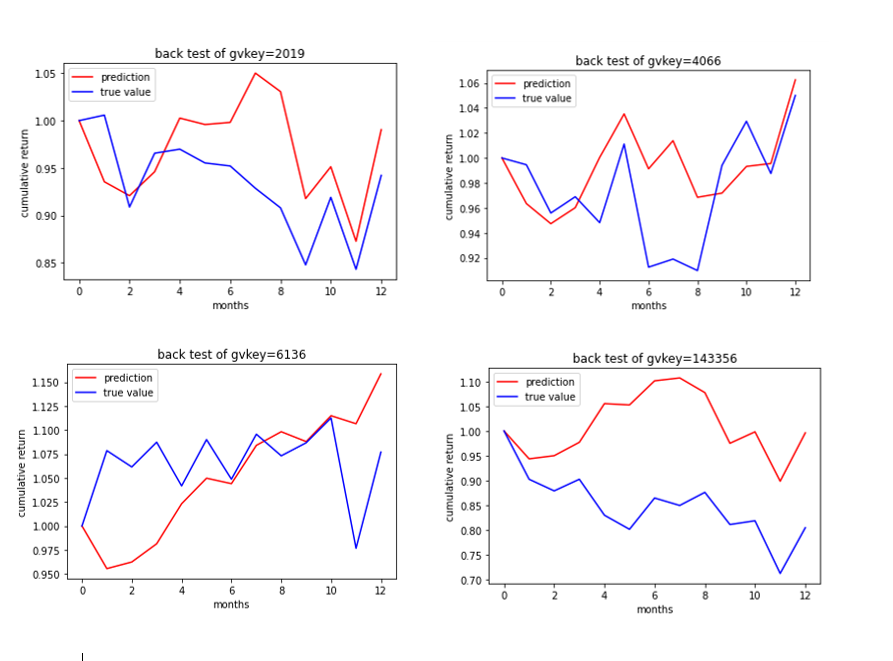 back test of gvkey=2019
prediction
true value
1.05
1.00
0.95
0.90
0.85
cumulative return
0 2 4 6 8 10 12
months
back test of gvkey=4066
prediction
true value
1.06
1.04
1.02
1.00
0.98
0.96
0.94
0.92
cumulative return
0 2 4 6 8 10 12
months
back test of gvkey=6136
prediction
true value
1.150
1.125
1.100
1.075
1.050
1.025
1.000
0.975
0.950
cumulative return
0 2 4 6 8 10 12
months
back test of gvkey=143356
prediction
true value
1.10
1.05
1.00
0.95
0.90
0.85
0.80
0.75
0.70
cumulative return
0 2 4 6 8 10 12
months